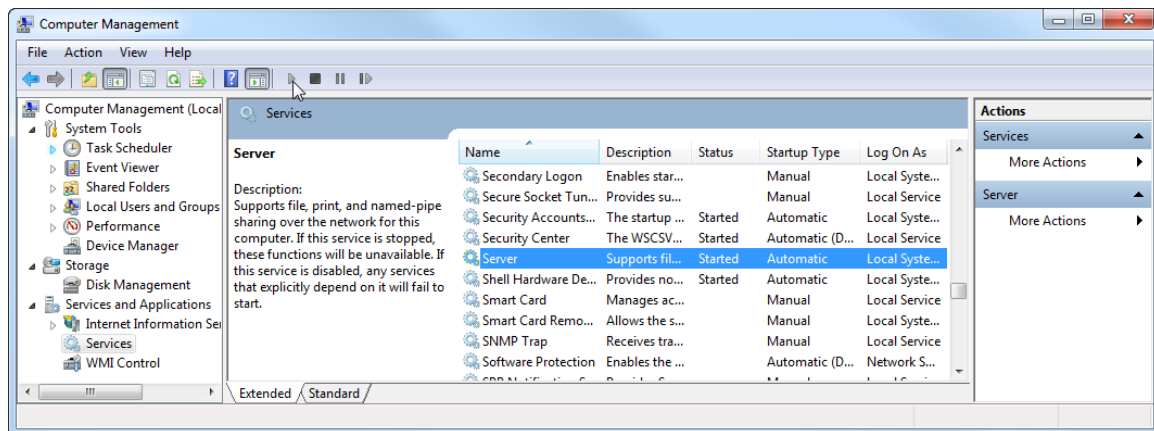 Computer Management
File Action View Help
Computer Management (Local
System Tools
Task Scheduler
Event Viewer
Shared Folders
Local Users and Groups
Performance
Device Manager
Storage
Disk Management
Services and Applications
Internet Information Ser
Services
WMI Control
Services
Server
Description:
Supports file, print, and named-pipe
sharing over the network for this
computer. If this service is stopped,
these functions will be unavailable. If
this service is disabled, any services
that explicitly depend on it will fail to
start.
Name Description Status Startup Type Log On As
Secondary Logon Enables star... Manual Local Syste...
Secure Socket Tun... Provides su... Manual Local Service
Security Accounts... The startup ... Started Automatic Local Syste...
Security Center The WSCSV... Started Automatic (D... Local Service
Server Supports fil... Started Automatic Local Syste...
Shell Hardware De... Provides no... Started Automatic Local Syste...
Smart Card Manages ac... Manual Local Service
Smart Card Remo... Allows the s... Manual Local Syste...
SNMP Trap Receives tra... Manual Local Service
Software Protection Enables the ... Automatic (D... Network S...
Extended Standard
Actions
Services
More Actions
Server
More Actions